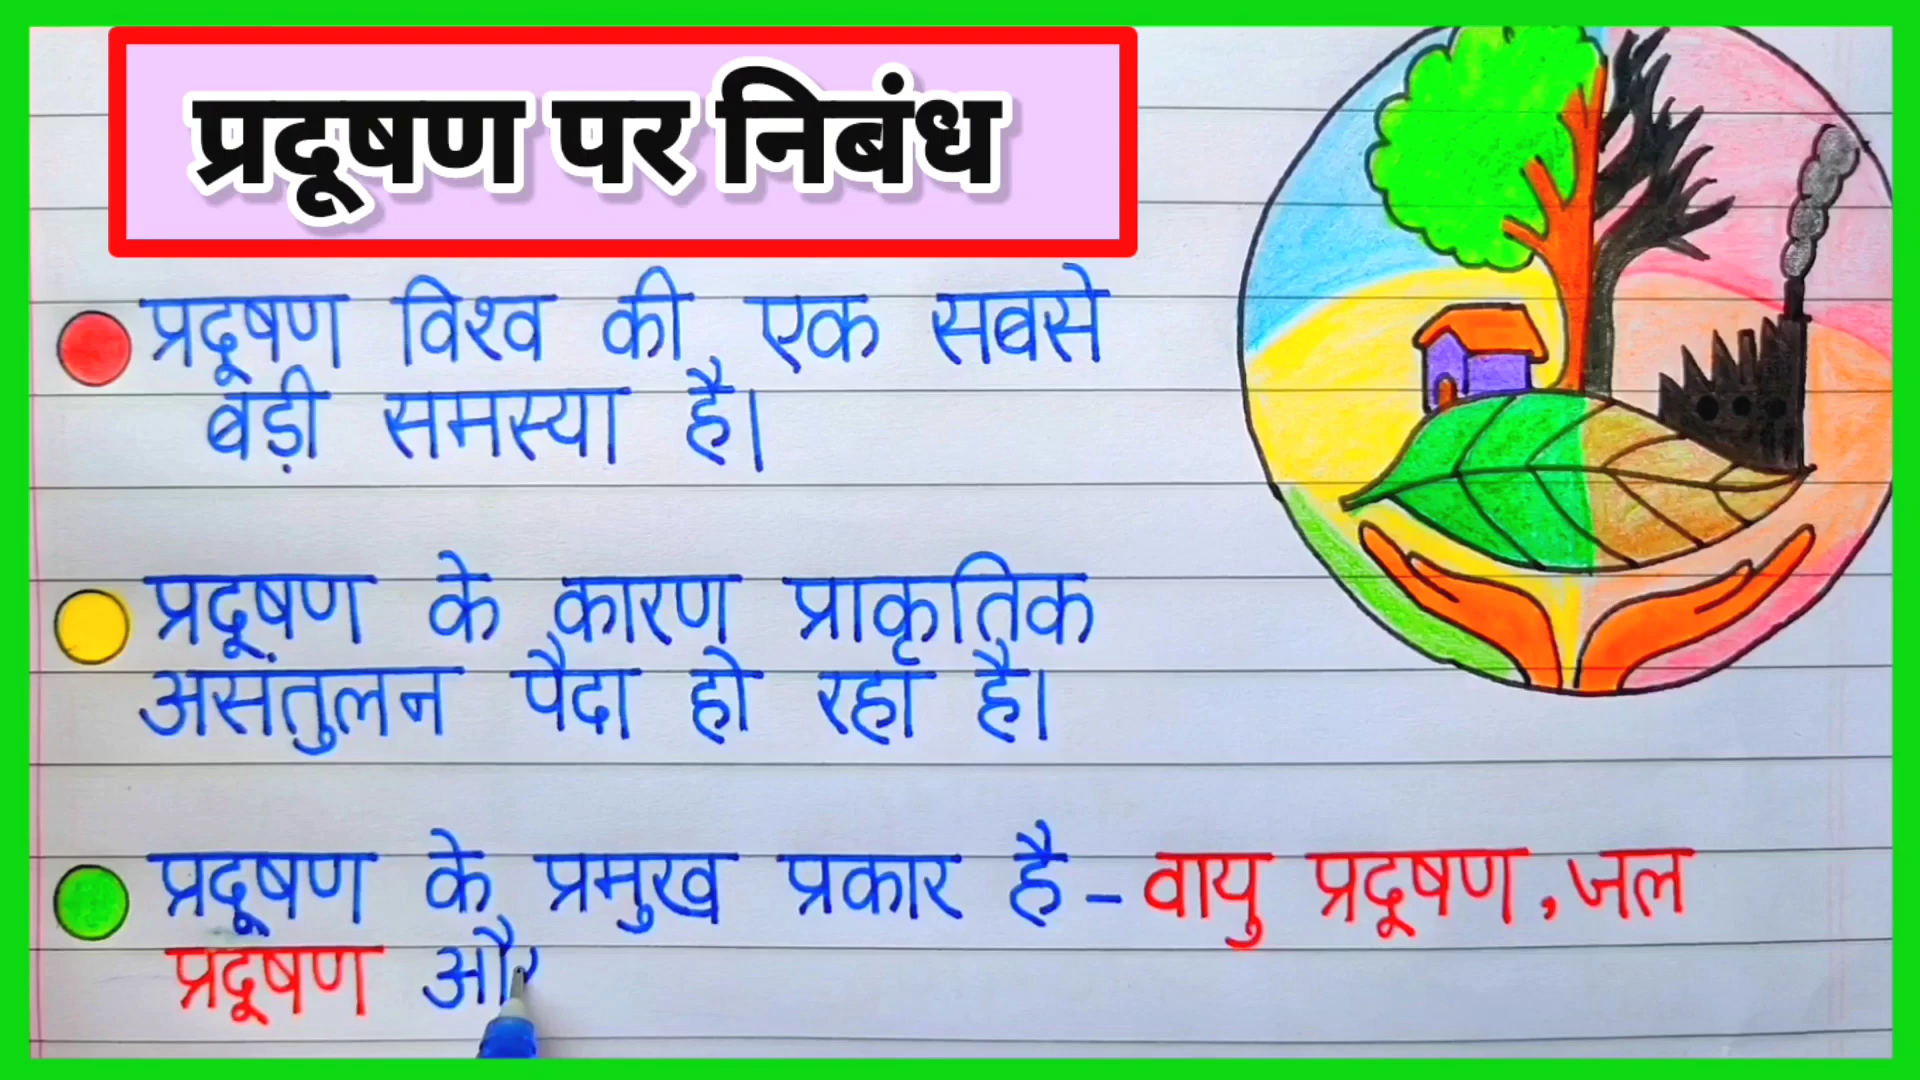 प्रदूषण पर निबंध
प्रदूषण विश्व की एक सबसे
बड़ी समस्या है।
प्रदूषण के कारण प्राकृतिक
असंतुलन पैदा हो रहा है।
प्रदूषण के प्रमुख प्रकार है - वायु प्रदूषण, जल
प्रदूषण और